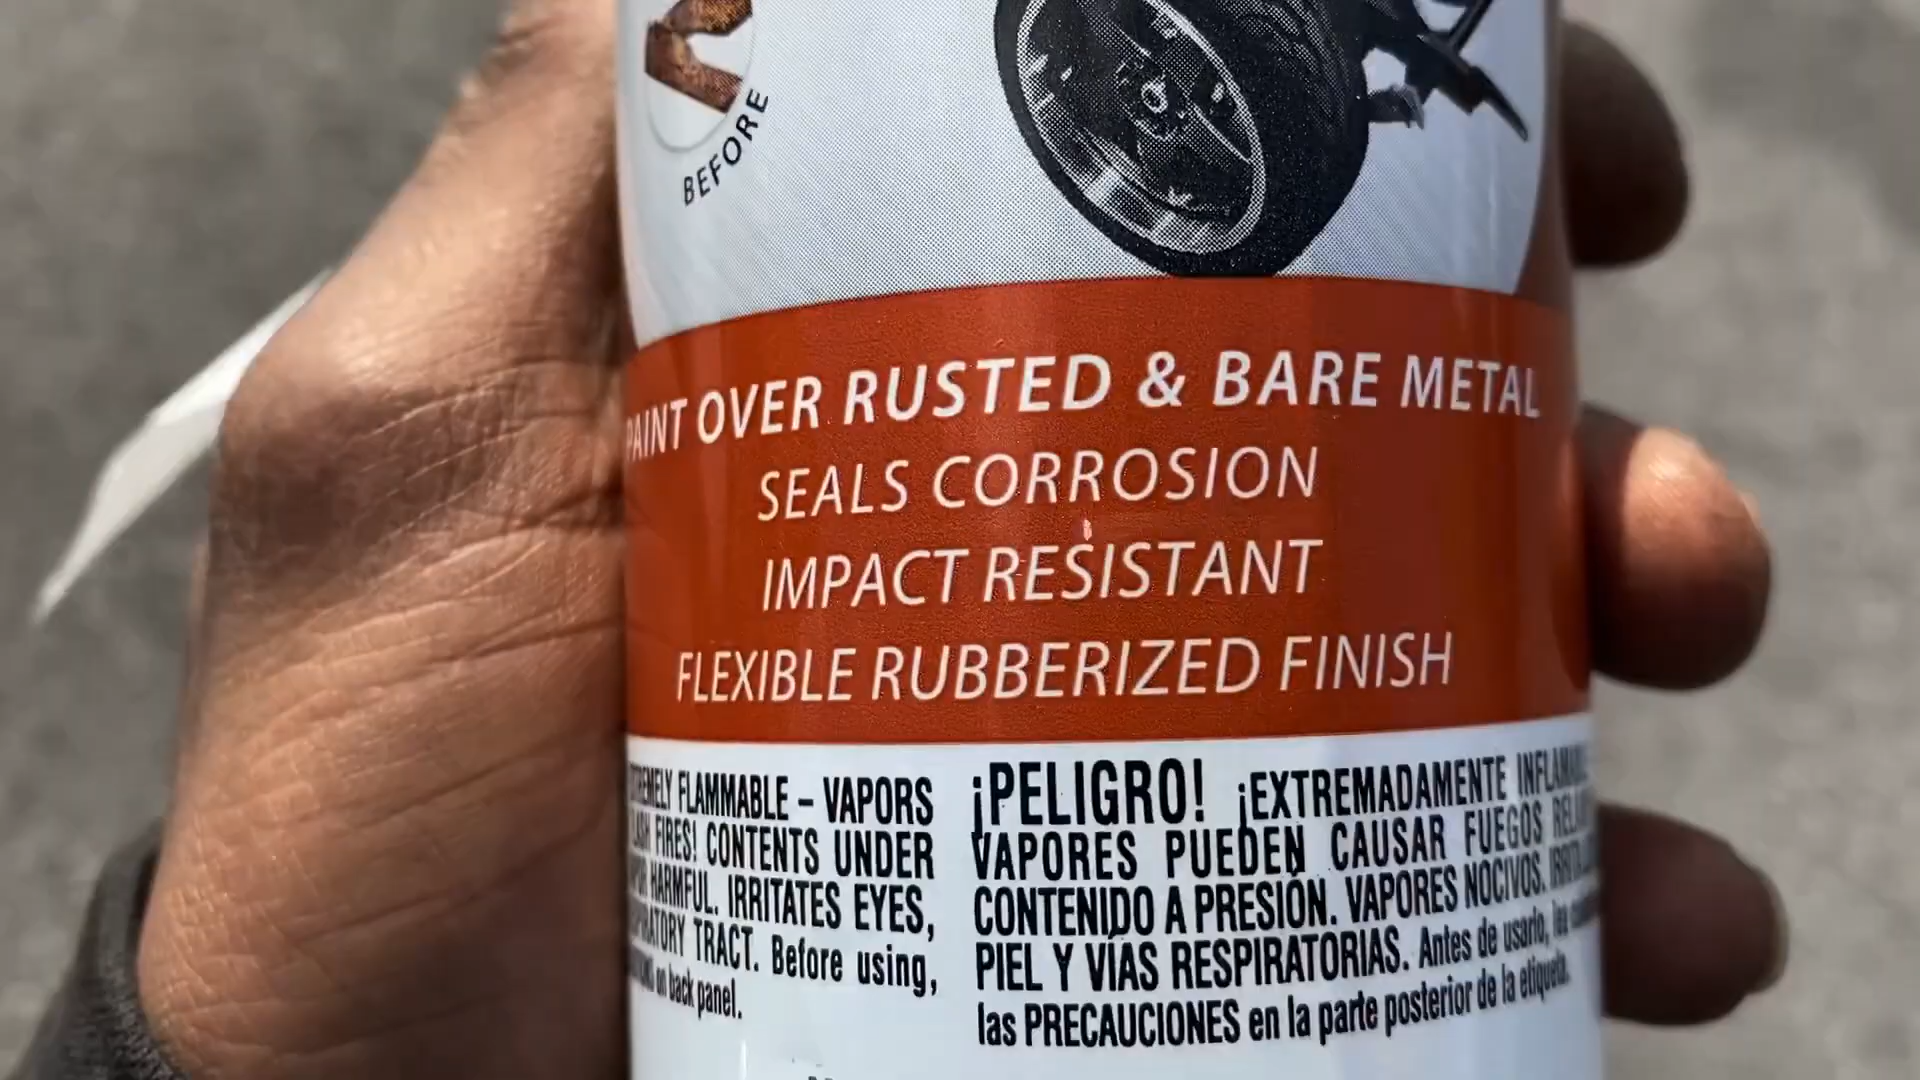 BEFORE
PAINT OVER RUSTED & BARE METAL
SEALS CORROSION
IMPACT RESISTANT
FLEXIBLE RUBBERIZED FINISH
FLAMMABLE – VAPORS
FIRES! CONTENTS UNDER
HARMFUL. IRRITATES EYES,
TRACT. Before using,
on back panel.
¡PELIGRO! ¡EXTREMADAMENTE
VAPORES PUEDEN CAUSAR FUEGOS
CONTENIDO A PRESIÓN. VAPORES NOCIVOS.
PIEL Y VÍAS RESPIRATORIAS. Antes de usarlo,
las PRECAUCIONES en la parte posterior de la etiqueta.